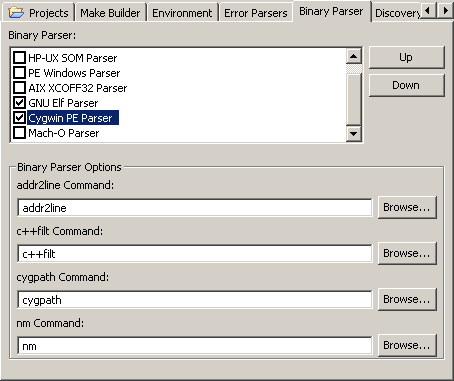 Projects Make Builder Environment Error Parsers Binary Parser Discovery
Binary Parser:
HP-UX SOM Parser
PE Windows Parser
AIX XCOFF32 Parser
GNU Elf Parser
Cygwin PE Parser
Mach-O Parser
Up
Down
Binary Parser Options
addr2line Command:
addr2line Browse...
c++filt Command:
c++filt Browse...
cygpath Command:
cygpath Browse...
nm Command:
nm Browse...